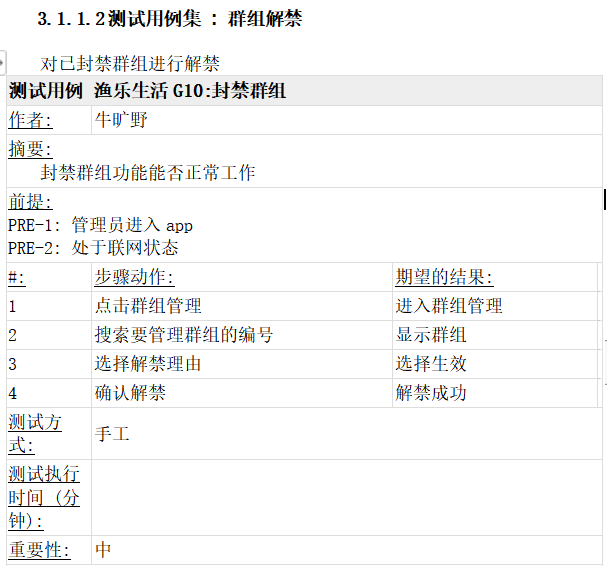 3.1.1.2测试用例集 : 群组解禁
对已封禁群组进行解禁
测试用例 渔乐生活G10:封禁群组
作者: 牛旷野
摘要:
封禁群组功能能否正常工作
前提:
PRE-1: 管理员进入app
PRE-2: 处于联网状态
#: 步骤动作: 期望的结果:
1 点击群组管理 进入群组管理
2 搜索要管理群组的编号 显示群组
3 选择解禁理由 选择生效
4 确认解禁 解禁成功
测试方
式: 手工
测试执行
时间 (分
钟):
重要性: 中